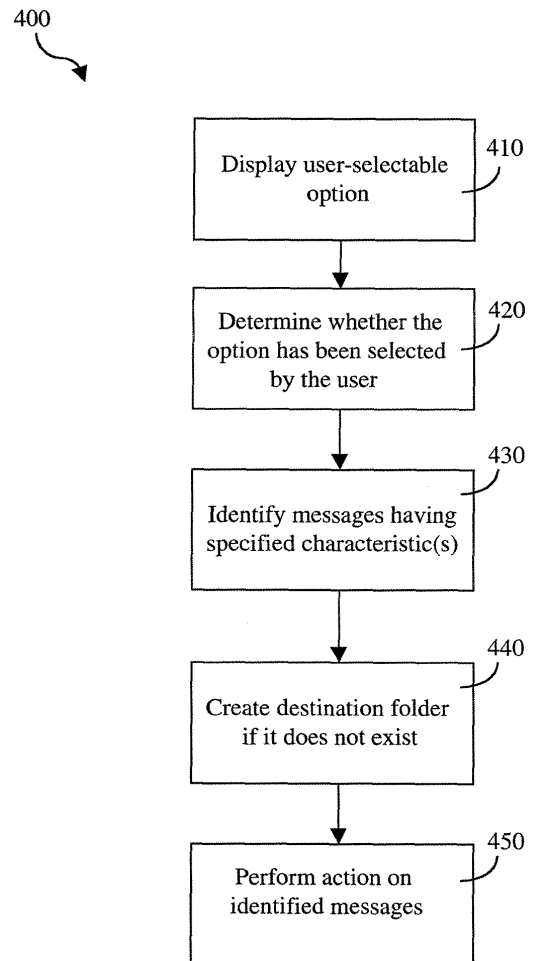 400
410
Display user-selectable
option
420
Determine whether the
option has been selected
by the user
430
Identify messages having
specified characteristic(s)
440
Create destination folder
if it does not exist
450
Perform action on
identified messages